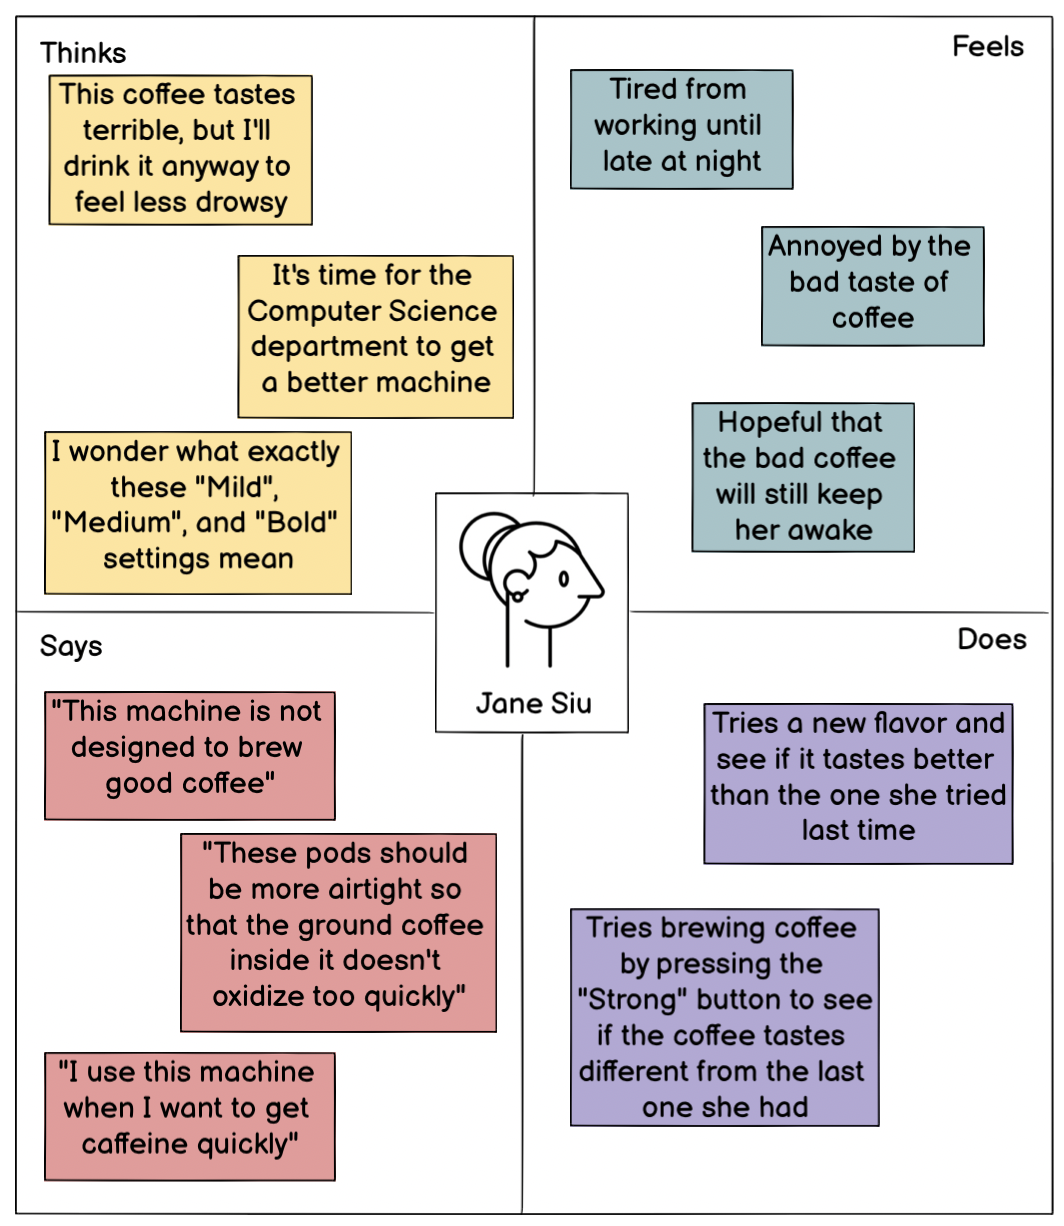 Thinks
This coffee tastes
terrible, but I'll
drink it anyway to
feel less drowsy
It's time for the
Computer Science
department to get
a better machine
I wonder what exactly
these "Mild",
"Medium", and "Bold"
settings mean
Feels
Tired from
working until
late at night
Annoyed by the
bad taste of
coffee
Hopeful that
the bad coffee
will still keep
her awake
Jane Siu
Says
"This machine is not
designed to brew
good coffee"
"These pods should
be more airtight so
that the ground coffee
inside it doesn't
oxidize too quickly"
"I use this machine
when I want to get
caffeine quickly"
Does
Tries a new flavor and
see if it tastes better
than the one she tried
last time
Tries brewing coffee
by pressing the
"Strong" button to see
if the coffee tastes
different from the last
one she had